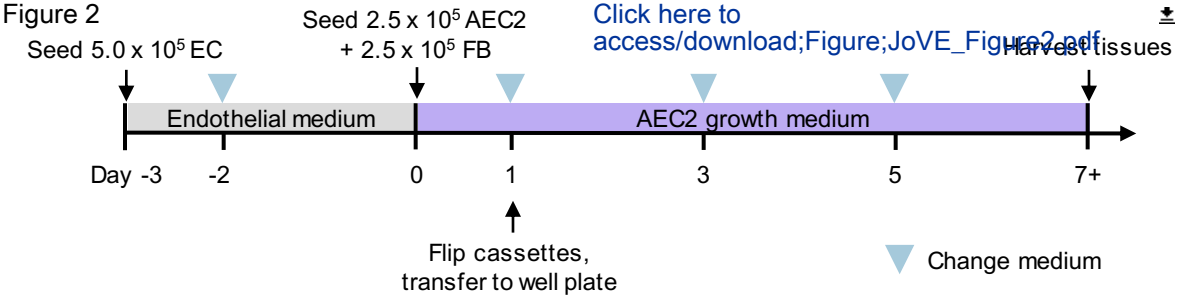 Figure 2
Click here to
access/download;Figure;JoVE_Figure2.pdf
Seed 5.0 x 10⁵ EC
Seed 2.5 x 10⁵ AEC2
+ 2.5 x 10⁵ FB
Harvest tissues
Endothelial medium
AEC2 growth medium
Day -3 -2 0 1 3 5 7+
Flip cassettes,
transfer to well plate
Change medium